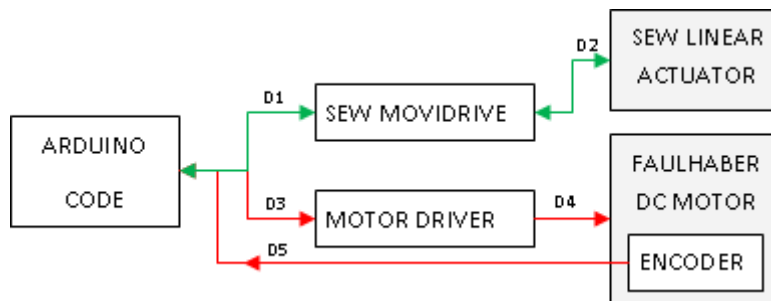 SEW LINEAR
ACTUATOR
D2
D1
SEW MOVIDRIVE
ARDUINO
CODE
FAULHABER
DC MOTOR
D3
MOTOR DRIVER
D4
D5
ENCODER